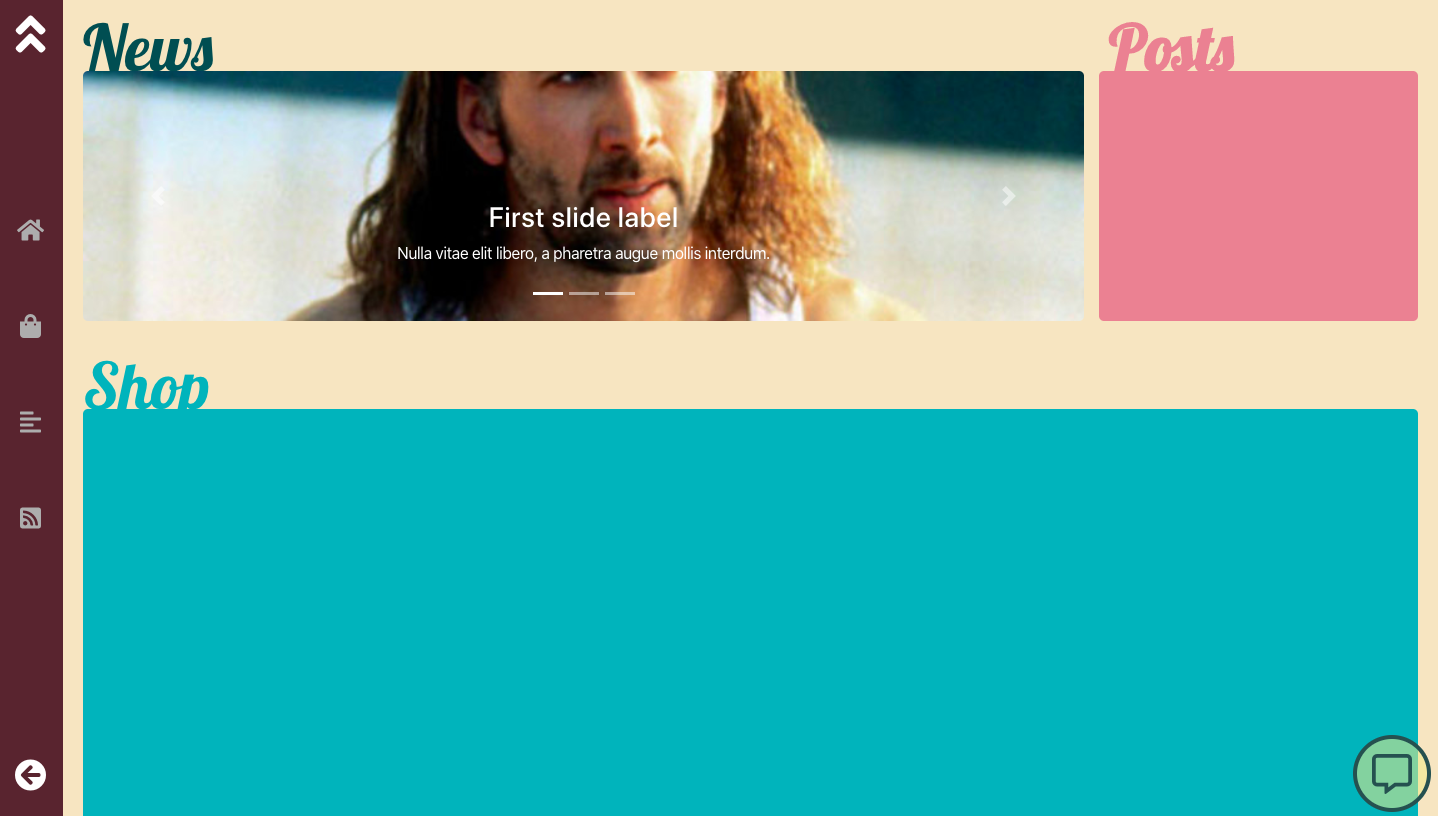 News
Posts
First slide label
Nulla vitae elit libero, a pharetra augue mollis interdum.
Shop